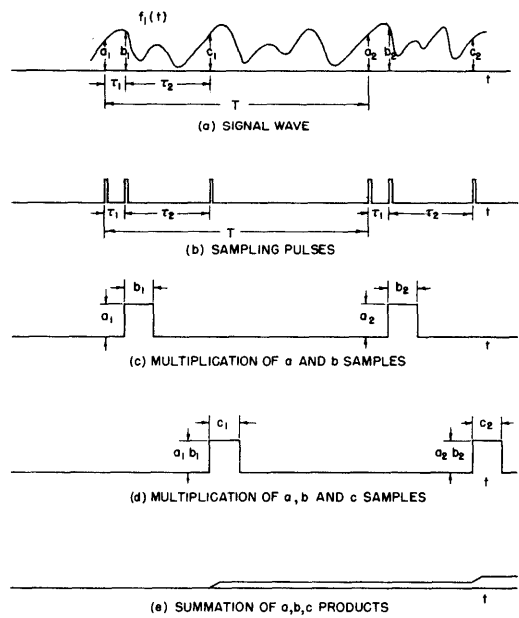 f₁(t)
a₁ b₁ c₁ a₂ b₂ c₂
t
τ₁ τ₂
T
(a) SIGNAL WAVE
τ₁ τ₂ τ₁ τ₂ t
T
(b) SAMPLING PULSES
b₁ b₂
a₁ a₂
t
(c) MULTIPLICATION OF a AND b SAMPLES
c₁ c₂
a₁ b₁ a₂ b₂
t
(d) MULTIPLICATION OF a, b AND c SAMPLES
t
(e) SUMMATION OF a,b,c PRODUCTS